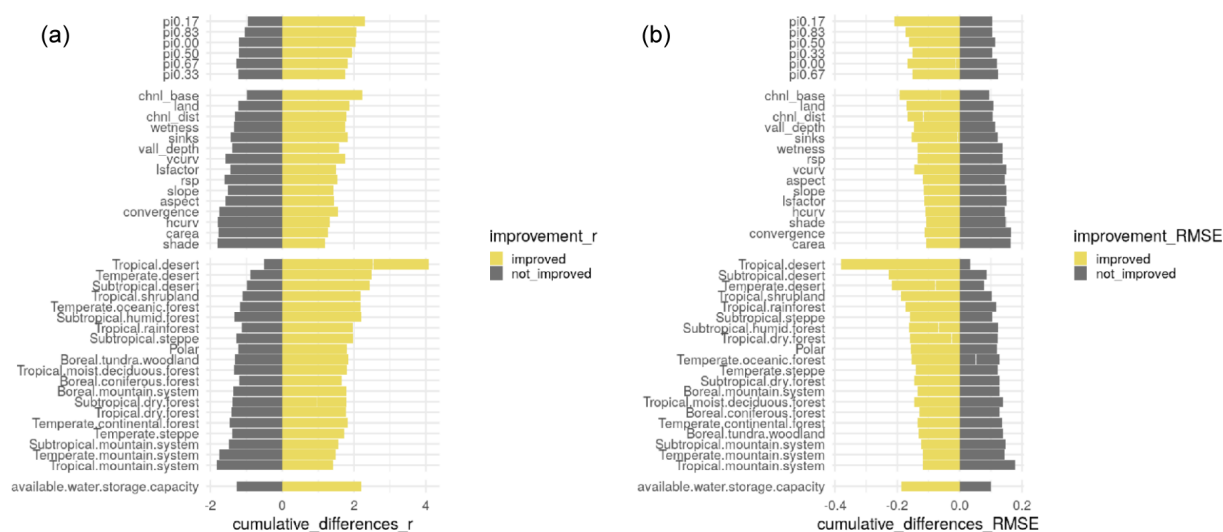 (a)
pi0.17
pi0.83
pi0.00
pi0.50
pi0.67
pi0.33
chnl_base
land
chnl_dist
wetness
sinks
vall_depth
vcurv
lsfactor
rsp
slope
aspect
convergence
hcurv
carea
shade
Tropical.desert
Temperate.desert
Subtropical.desert
Tropical.shrubland
Temperate.oceanic.forest
Subtropical.humid.forest
Tropical.rainforest
Subtropical.steppe
Polar
Boreal.tundra.woodland
Tropical.moist.deciduous.forest
Boreal.coniferous.forest
Boreal.mountain.system
Subtropical.dry.forest
Tropical.dry.forest
Temperate.continental.forest
Temperate.steppe
Subtropical.mountain.system
Temperate.mountain.system
Tropical.mountain.system
available.water.storage.capacity
-2 0 2 4
cumulative_differences_r
improvement_r
improved
not_improved
(b)
pi0.17
pi0.83
pi0.50
pi0.33
pi0.00
pi0.67
chnl_base
land
chnl_dist
vall_depth
sinks
wetness
rsp
vcurv
aspect
slope
lsfactor
hcurv
shade
convergence
carea
Tropical.desert
Subtropical.desert
Temperate.desert
Tropical.shrubland
Tropical.rainforest
Subtropical.steppe
Subtropical.humid.forest
Tropical.dry.forest
Polar
Temperate.oceanic.forest
Temperate.steppe
Subtropical.dry.forest
Boreal.mountain.system
Tropical.moist.deciduous.forest
Boreal.coniferous.forest
Temperate.continental.forest
Boreal.tundra.woodland
Subtropical.mountain.system
Temperate.mountain.system
Tropical.mountain.system
available.water.storage.capacity
-0.4 -0.2 0.0 0.2
cumulative_differences_RMSE
improvement_RMSE
improved
not_improved